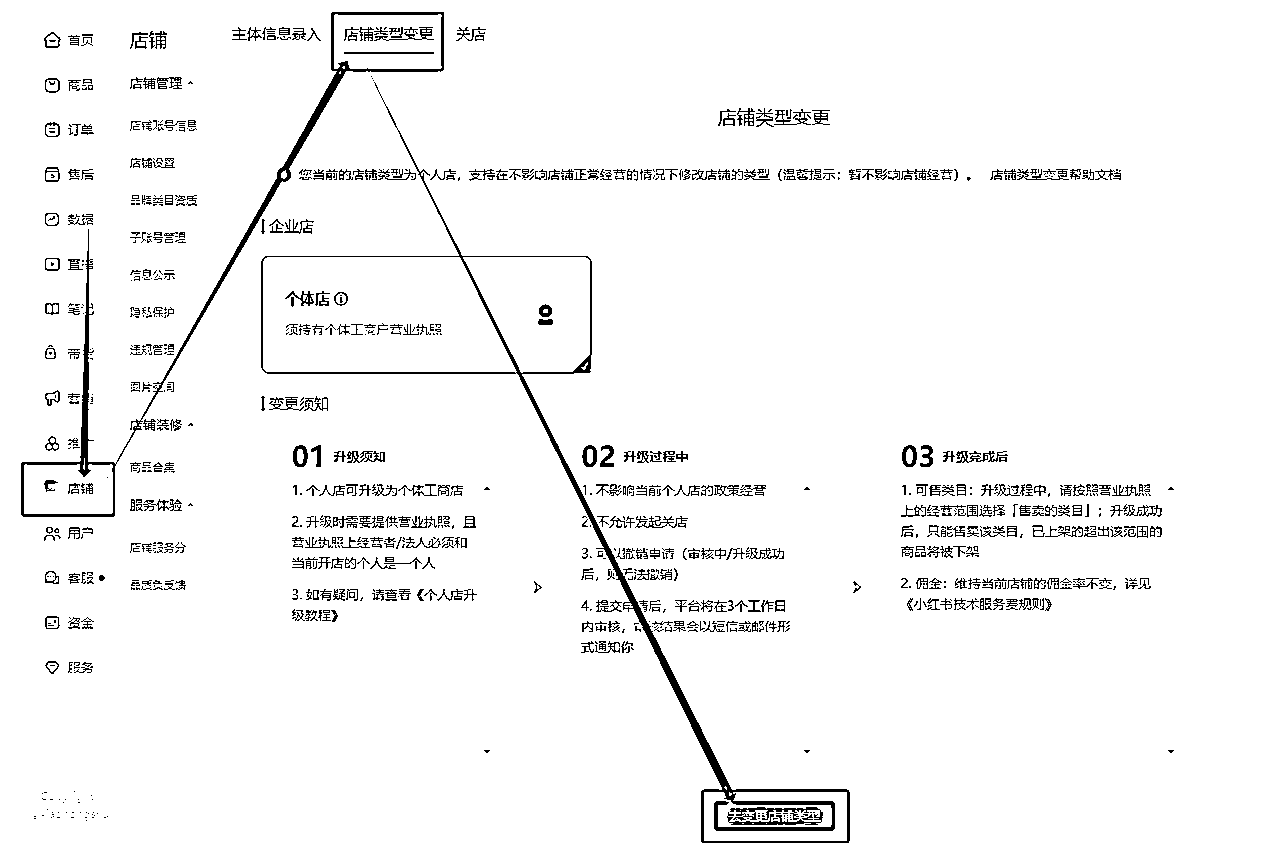 首页
商品
订单
售后
数据
直播
笔记
店铺
用户
客服
资金
服务
店铺
店铺管理
店铺账号信息
店铺设置
品牌类目资质
子账号管理
信息公示
隐私保护
违规管理
图片空间
店铺装修
商品合集
服务体验
店铺服务分
品质负反馈
主体信息录入
店铺类型变更
关店
店铺类型变更
您当前的店铺类型为个人店，支持在不影响店铺正常经营的情况下修改店铺的类型（温馨提示：暂不影响店铺经营）。 店铺类型变更帮助文档
企业店
个体店
须持有个体工商户营业执照
变更须知
01 升级须知
1. 个人店可升级为个体工商店
2. 升级时需要提供营业执照，且
营业执照上经营者/法人必须和
当前开店的个人是一个人
3. 如有疑问，请查看《个人店升
级教程》
02 升级过程中
1. 不影响当前个人店的政策经营
2. 不允许发起关店
3. 可以撤销申请（审核中/升级成功
后，则无法撤销）
4. 提交申请后，平台将在3个工作日
内审核，审核结果会以短信或邮件形
式通知你
03 升级完成后
1. 可售类目：升级过程中，请按照营业执照
上的经营范围选择「售卖的类目」；升级成功
后，只能售卖该类目，已上架的超出该范围的
商品将被下架
2. 佣金：维持当前店铺的佣金率不变，详见
《小红书技术服务费规则》
去变更店铺类型